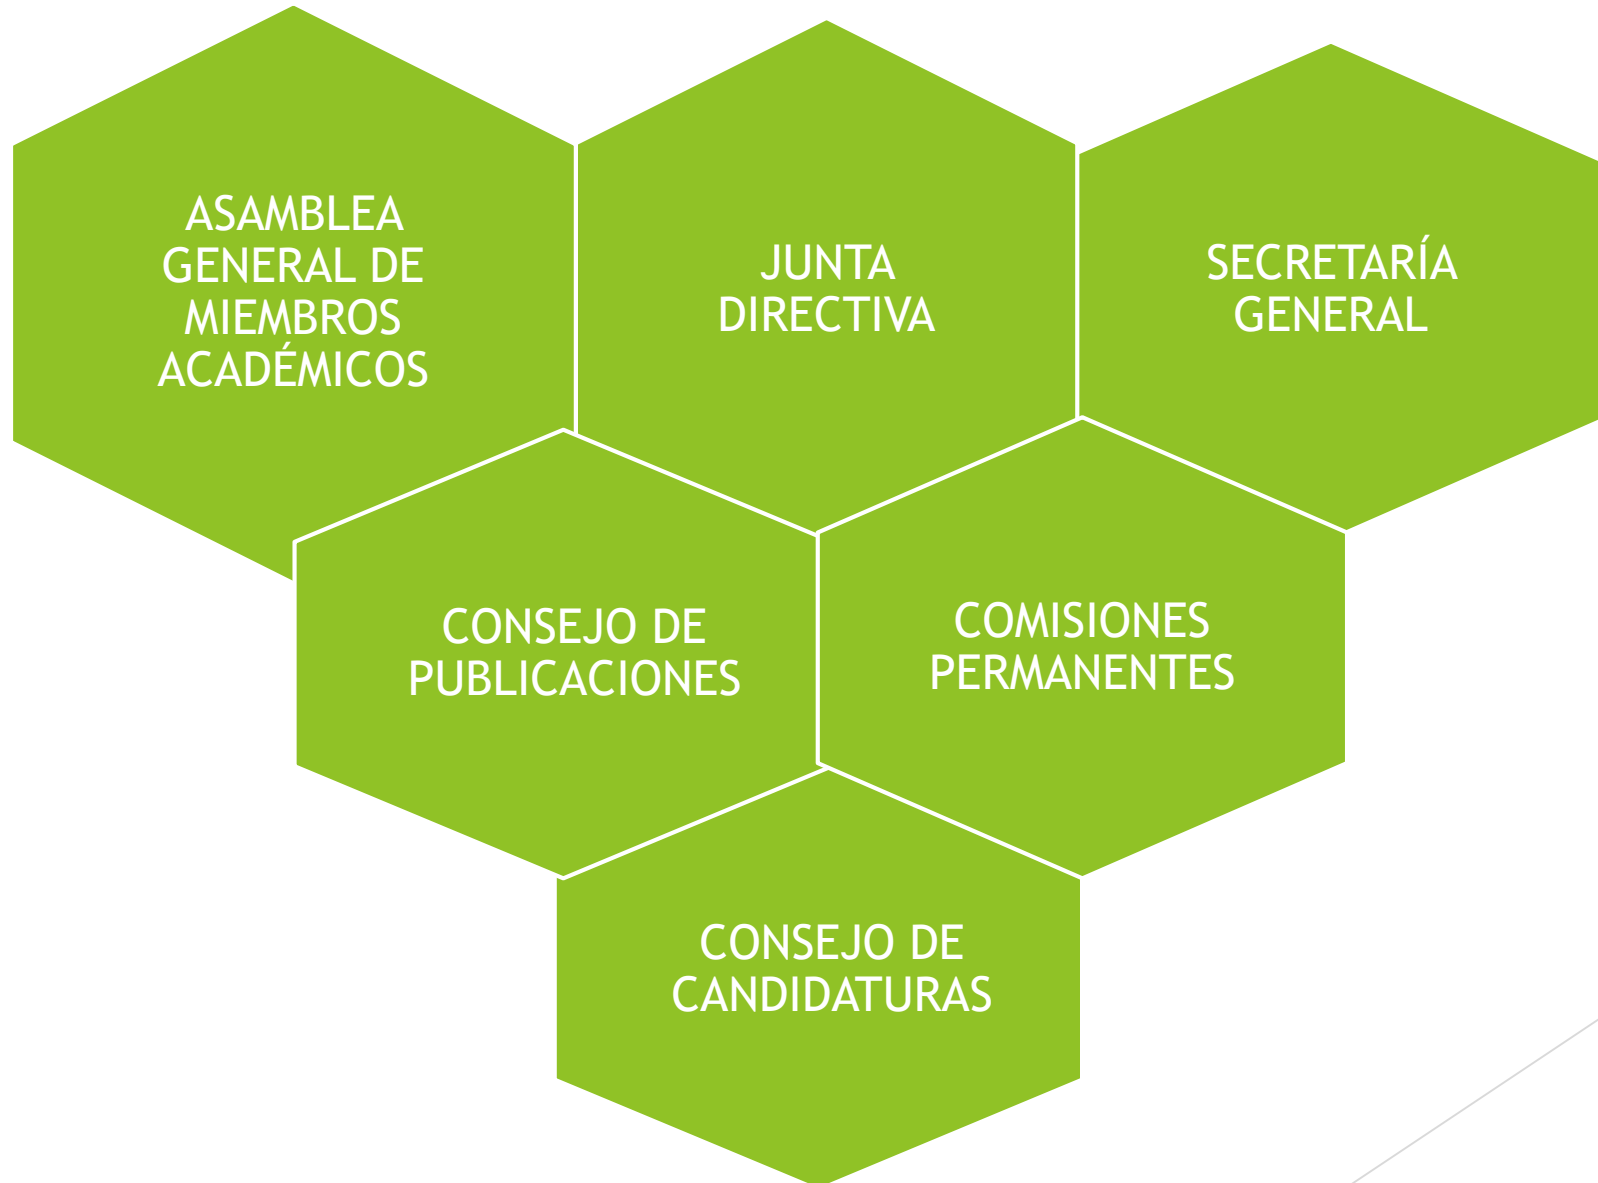 ASAMBLEA
GENERAL DE
MIEMBROS
ACADÉMICOS
JUNTA
DIRECTIVA
SECRETARÍA
GENERAL
CONSEJO DE
PUBLICACIONES
COMISIONES
PERMANENTES
CONSEJO DE
CANDIDATURAS